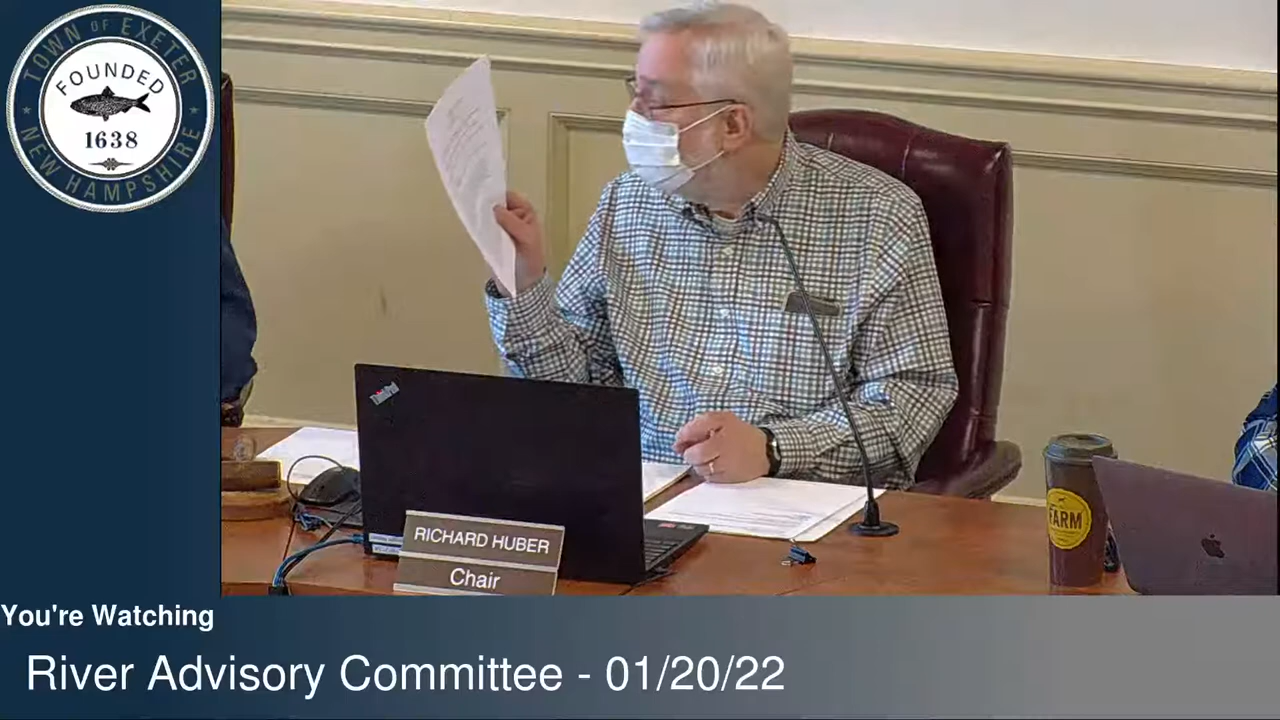 TOWN OF EXETER
FOUNDED
1638
NEW HAMPSHIRE
ThinkPad
RICHARD HUBER
Chair
FARM
You're Watching
River Advisory Committee - 01/20/22